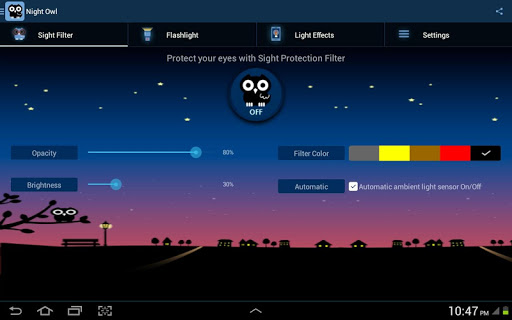 Night Owl
Sight Filter
Flashlight
Light Effects
Settings
Protect your eyes with Sight Protection Filter
OFF
Opacity
80%
Filter Color
Brightness
30%
Automatic
Automatic ambient light sensor On/Off
10:47 PM